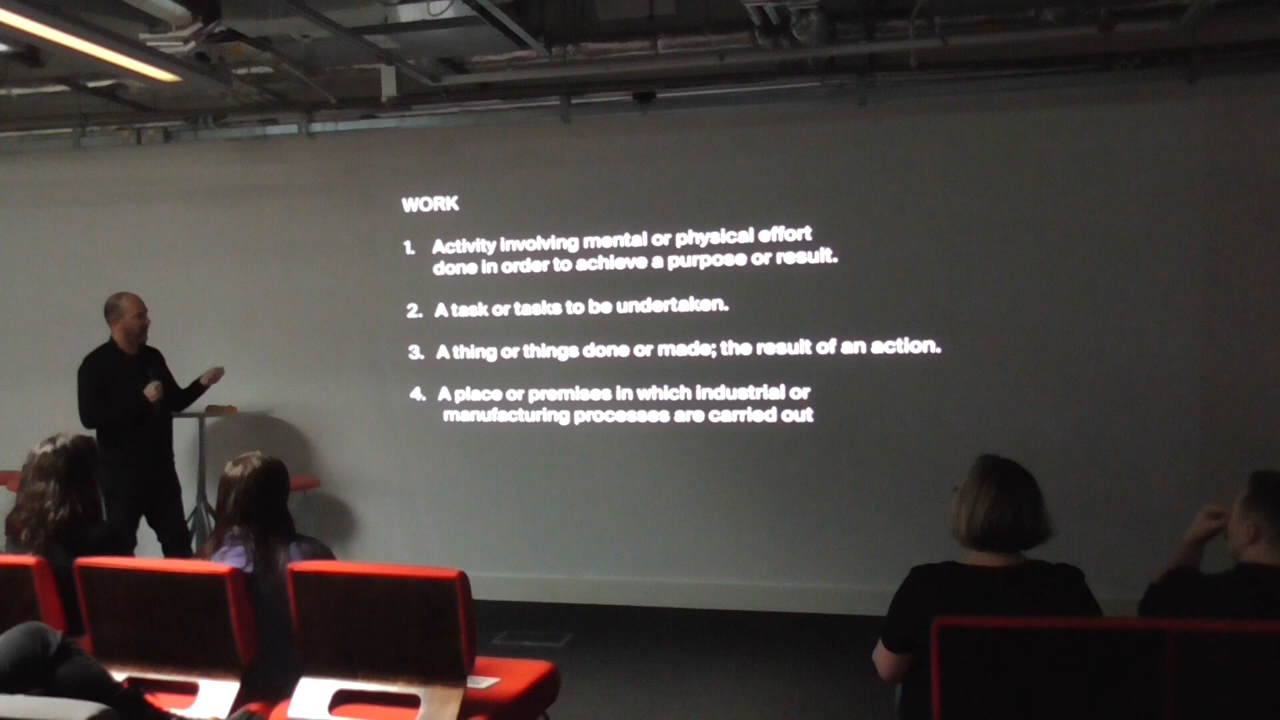 WORK
1. Activity involving mental or physical effort
done in order to achieve a purpose or result.
2. A task or tasks to be undertaken.
3. A thing or things done or made; the result of an action.
4. A place or premises in which industrial or
manufacturing processes are carried out